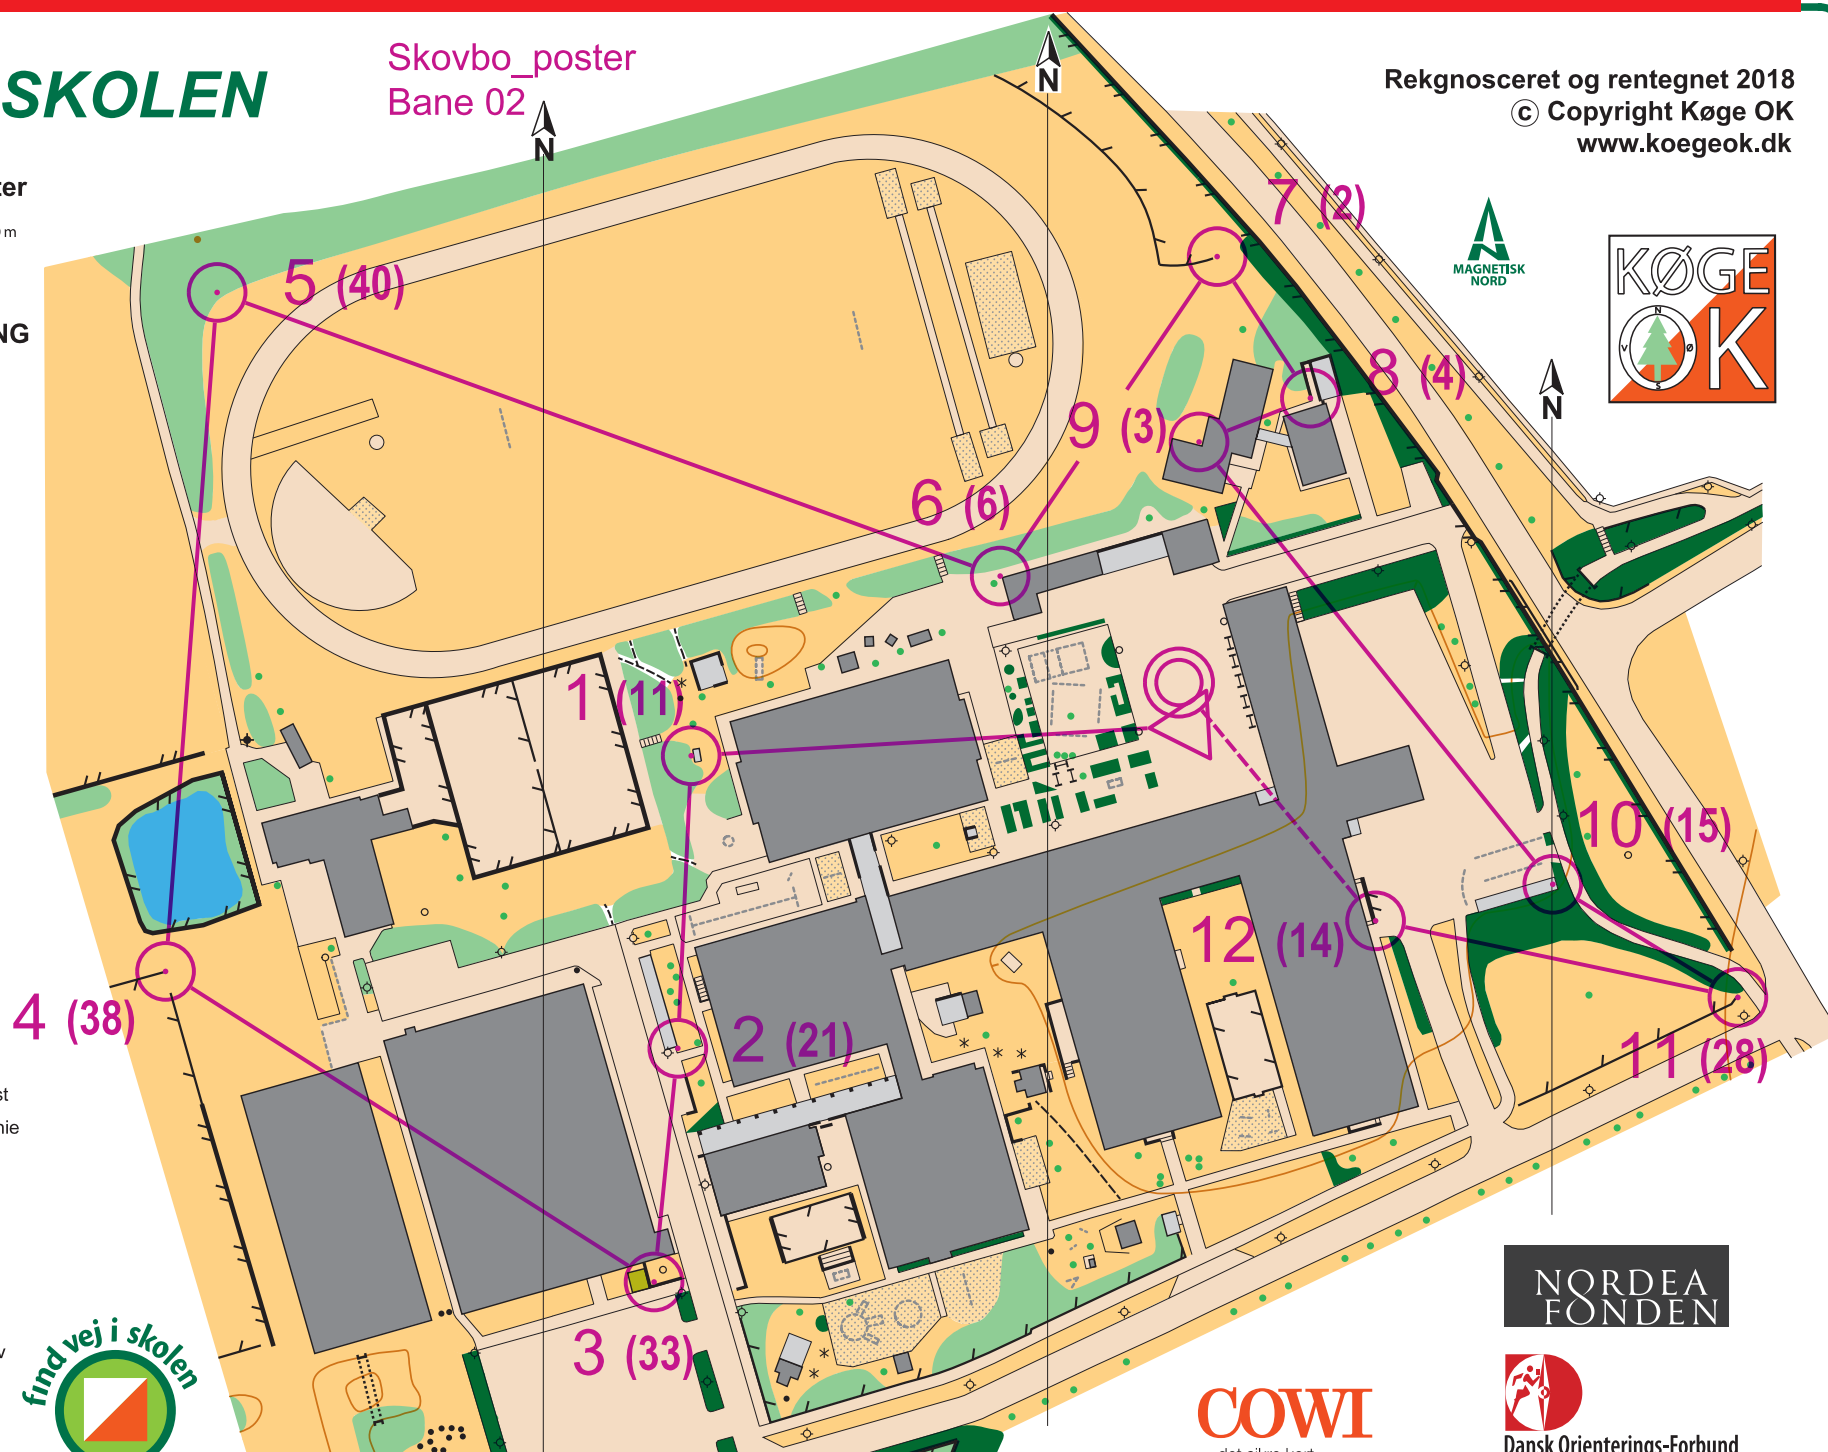 SKOLEN
Skovbo_poster
Bane 02
Rekgnosceret og rentegnet 2018
© Copyright Køge OK
www.koegeok.dk
ter
m
NG
N
N
N
MAGNETISK
NORD
KØGE
OK
N
V
Ø
S
7 (2)
5 (40)
8 (4)
9 (3)
6 (6)
1 (11)
10 (15)
12 (14)
4 (38)
2 (21)
11 (28)
3 (33)
st
nie
v
find vej i skolen
NORDEA
FONDEN
COWI
Dansk Orienterings-Forbund